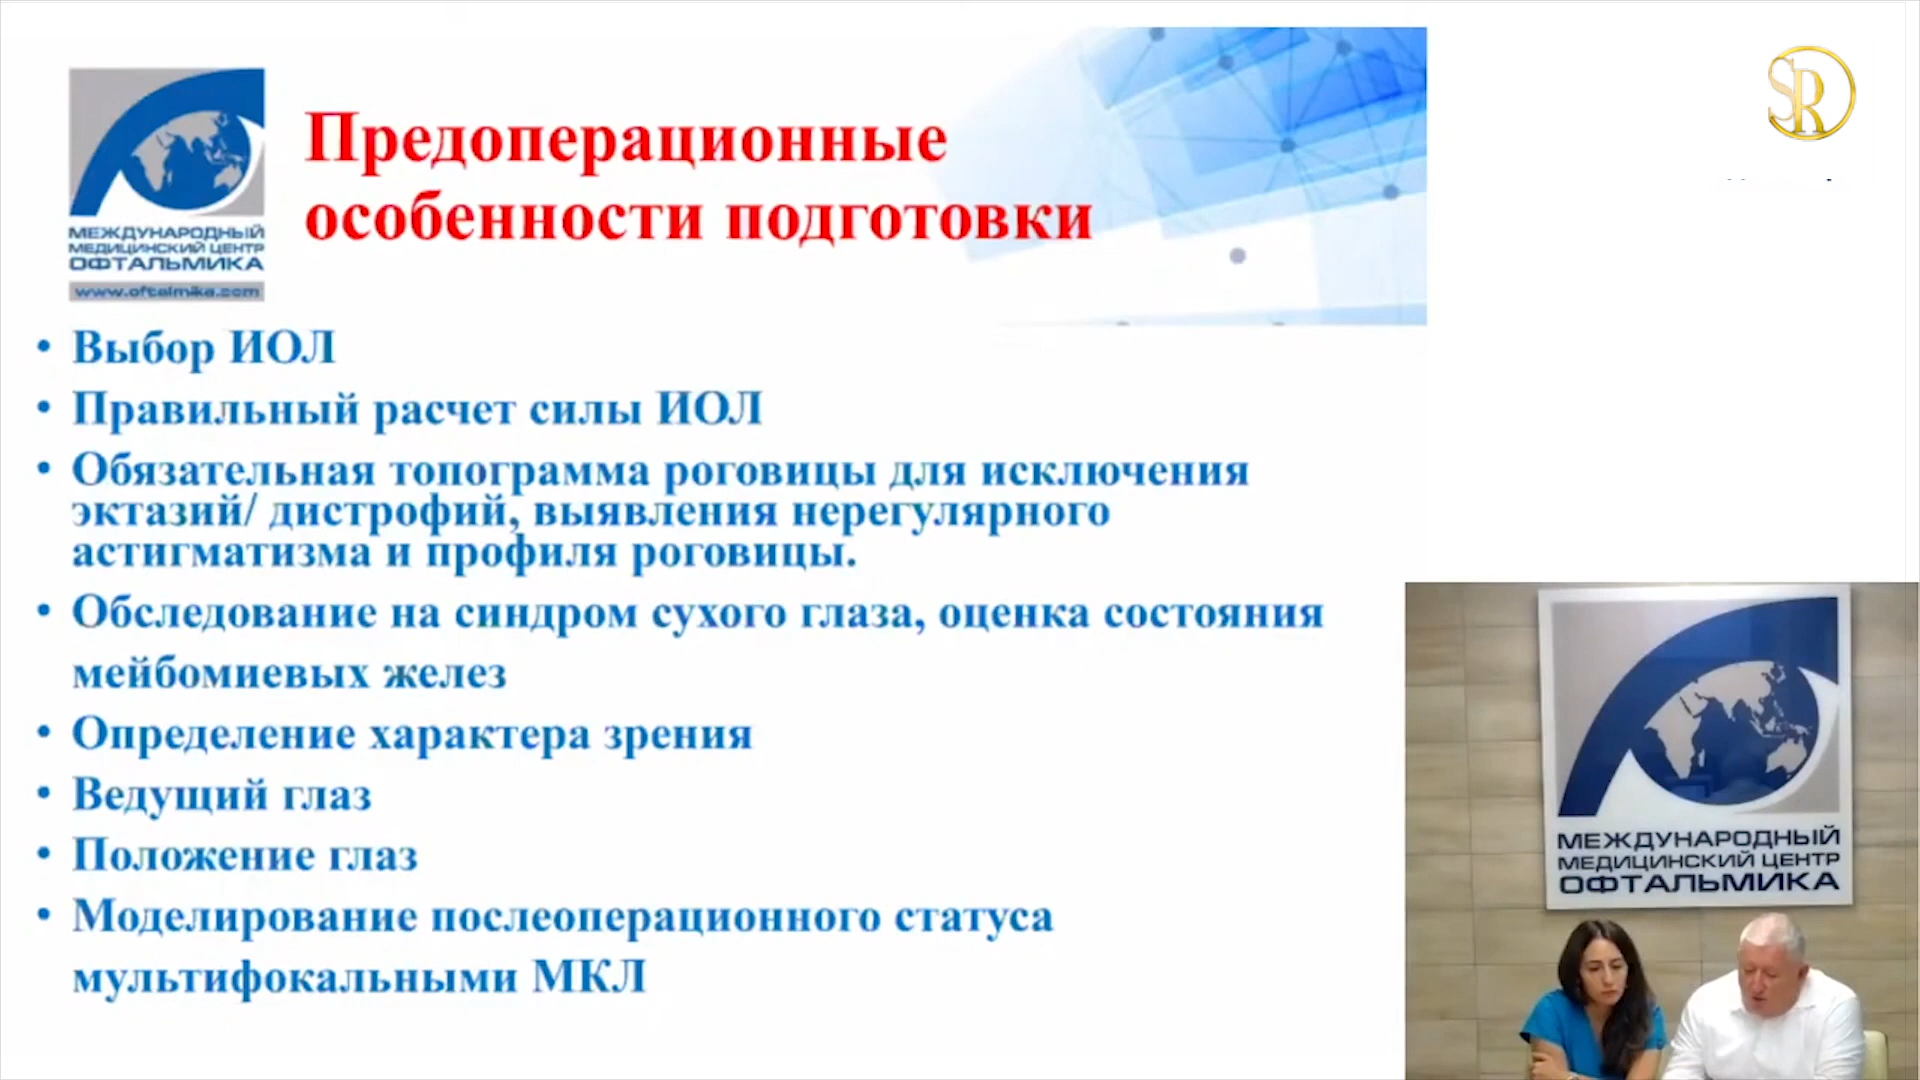 МЕЖДУНАРОДНЫЙ
МЕДИЦИНСКИЙ ЦЕНТР
ОФТАЛЬМИКА
www.oftalmika.com
Предоперационные
особенности подготовки
• Выбор ИОЛ
• Правильный расчет силы ИОЛ
• Обязательная топограмма роговицы для исключения
эктазий/ дистрофий, выявления нерегулярного
астигматизма и профиля роговицы.
• Обследование на синдром сухого глаза, оценка состояния
мейбомиевых желез
• Определение характера зрения
• Ведущий глаз
• Положение глаз
• Моделирование послеоперационного статуса
мультифокальными МКЛ
SR
МЕЖДУНАРОДНЫЙ
МЕДИЦИНСКИЙ ЦЕНТР
ОФТАЛЬМИКА